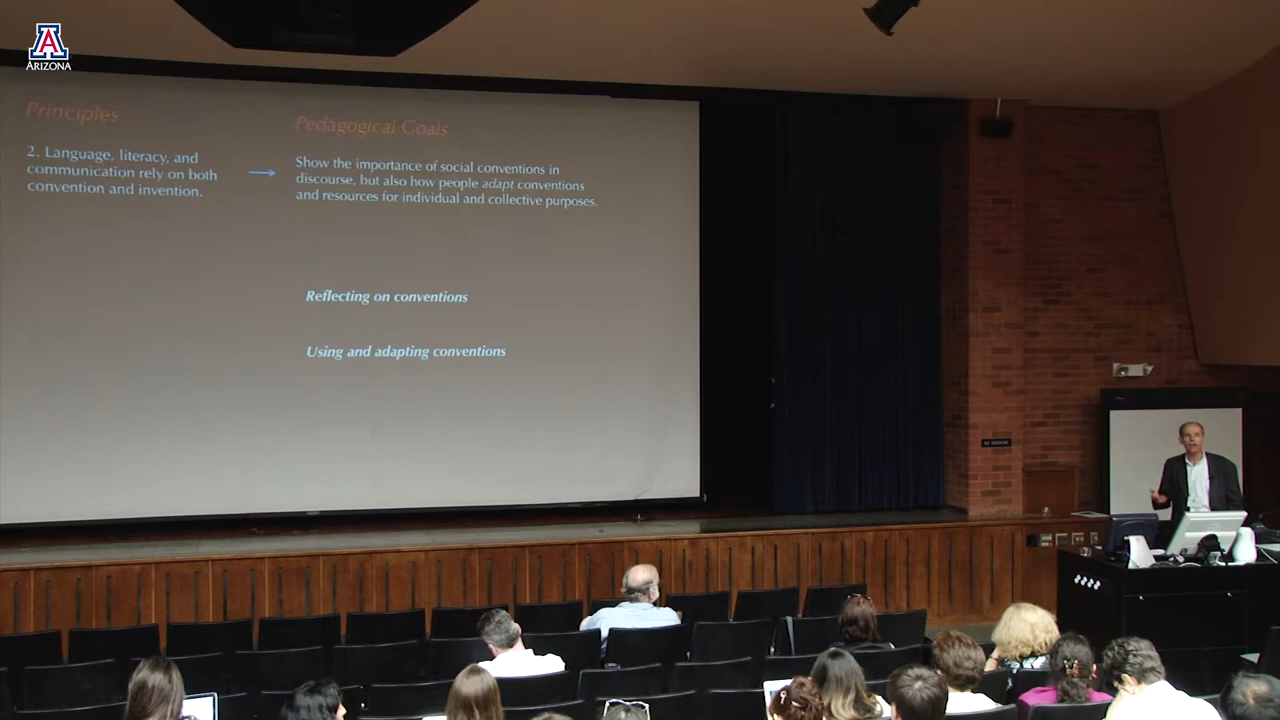 A
ARIZONA
Principles
Pedagogical Goals
2. Language, literacy, and
communication rely on both
convention and invention.
Show the importance of social conventions in
discourse, but also how people adapt conventions
and resources for individual and collective purposes.
Reflecting on conventions
Using and adapting conventions